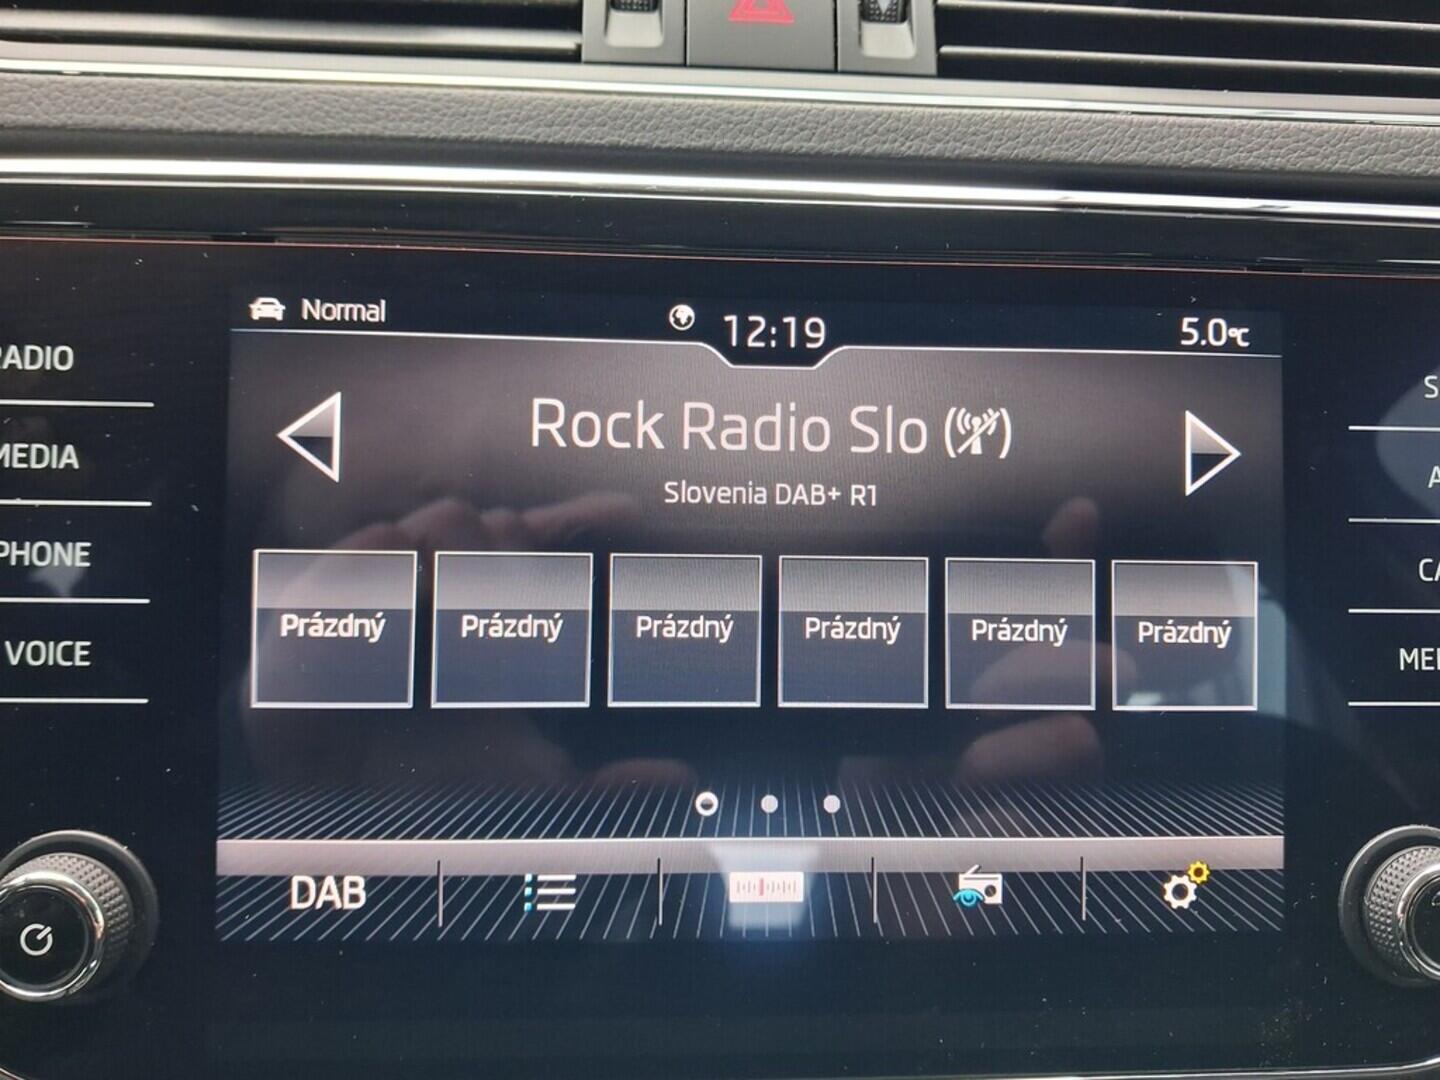 Normal
12:19
5.0°C
Rock Radio Slo
Slovenia DAB+ R1
RADIO
MEDIA
PHONE
VOICE
Prázdný Prázdný Prázdný Prázdný Prázdný Prázdný
DAB